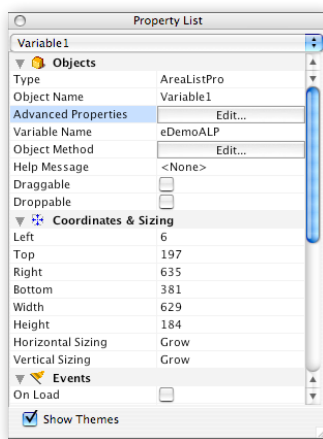 Property List
Variable1
Objects
Type AreaListPro
Object Name Variable1
Advanced Properties Edit...
Variable Name eDemoALP
Object Method Edit...
Help Message <None>
Draggable
Droppable
Coordinates & Sizing
Left 6
Top 197
Right 635
Bottom 381
Width 629
Height 184
Horizontal Sizing Grow
Vertical Sizing Grow
Events
On Load
Show Themes